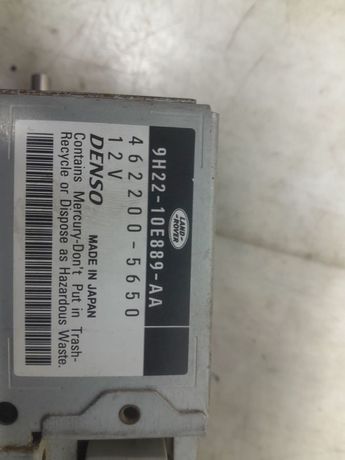 9H22-10E889-AA
LAND ROVER
462200-5650
12V
DENSO MADE IN JAPAN
Contains Mercury-Don't Put in Trash-
Recycle or Dispose as Hazardous Waste.